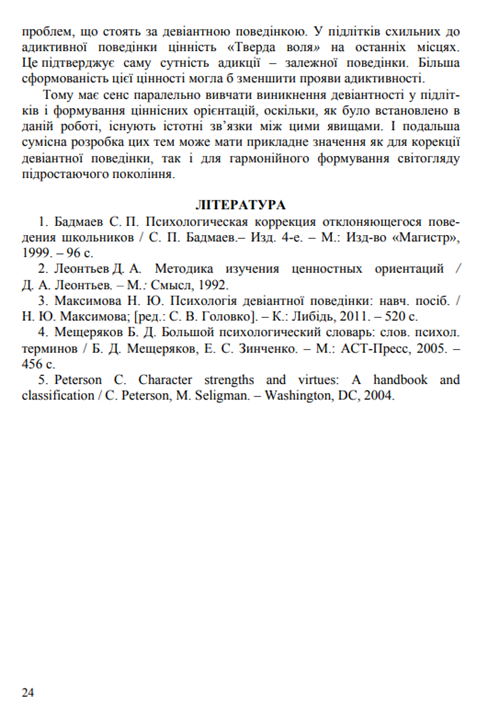 проблем, що стоять за девіантною поведінкою. У підлітків схильних до
адиктивної поведінки цінність «Тверда воля» на останніх місцях.
Це підтверджує саму сутність адикції – залежної поведінки. Більша
сформованість цієї цінності могла б зменшити прояви адиктивності.
Тому має сенс паралельно вивчати виникнення девіантності у підліт-
ків і формування ціннісних орієнтацій, оскільки, як було встановлено в
даній роботі, існують істотні зв’язки між цими явищами. І подальша
сумісна розробка цих тем може мати прикладне значення як для корекції
девіантної поведінки, так і для гармонійного формування світогляду
підростаючого покоління.
ЛІТЕРАТУРА
1. Бадмаев С. П. Психологическая коррекция отклоняющегося пове-
дения школьников / С. П. Бадмаев.– Изд. 4-е. – М.: Изд-во «Магистр»,
1999. – 96 с.
2. Леонтьев Д. А. Методика изучения ценностных ориентаций /
Д. А. Леонтьев. – М.: Смысл, 1992.
3. Максимова Н. Ю. Психологія девіантної поведінки: навч. посіб. /
Н. Ю. Максимова; [ред.: С. В. Головко]. – К.: Либідь, 2011. – 520 с.
4. Мещеряков Б. Д. Большой психологический словарь: слов. психол.
терминов / Б. Д. Мещеряков, Е. С. Зинченко. – М.: АСТ-Пресс, 2005. –
456 с.
5. Peterson C. Character strengths and virtues: A handbook and
classification / C. Peterson, M. Seligman. – Washington, DC, 2004.
24